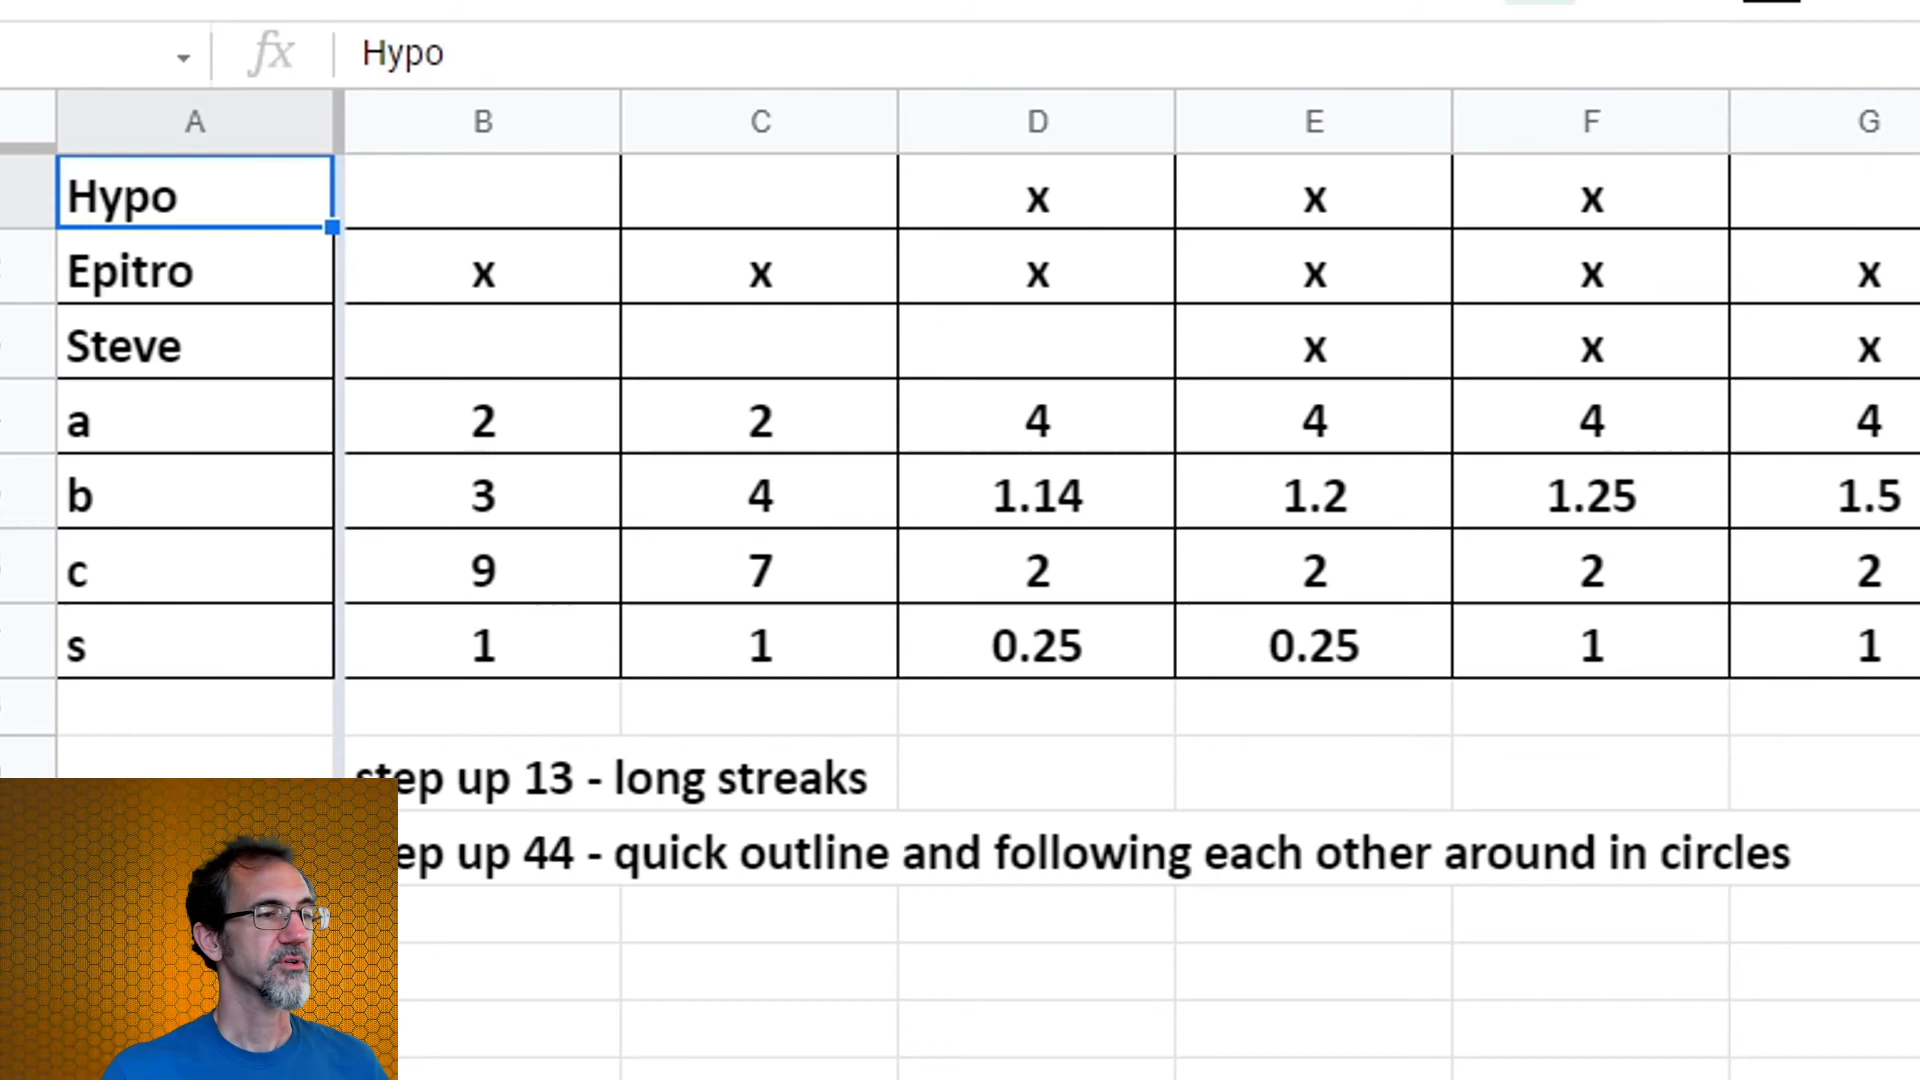 fx Hypo
A B C D E F G
Hypo x x x
Epitro x x x x x x
Steve x x x
a 2 2 4 4 4 4
b 3 4 1.14 1.2 1.25 1.5
c 9 7 2 2 2 2
s 1 1 0.25 0.25 1 1
step up 13 - long streaks
ep up 44 - quick outline and following each other around in circles